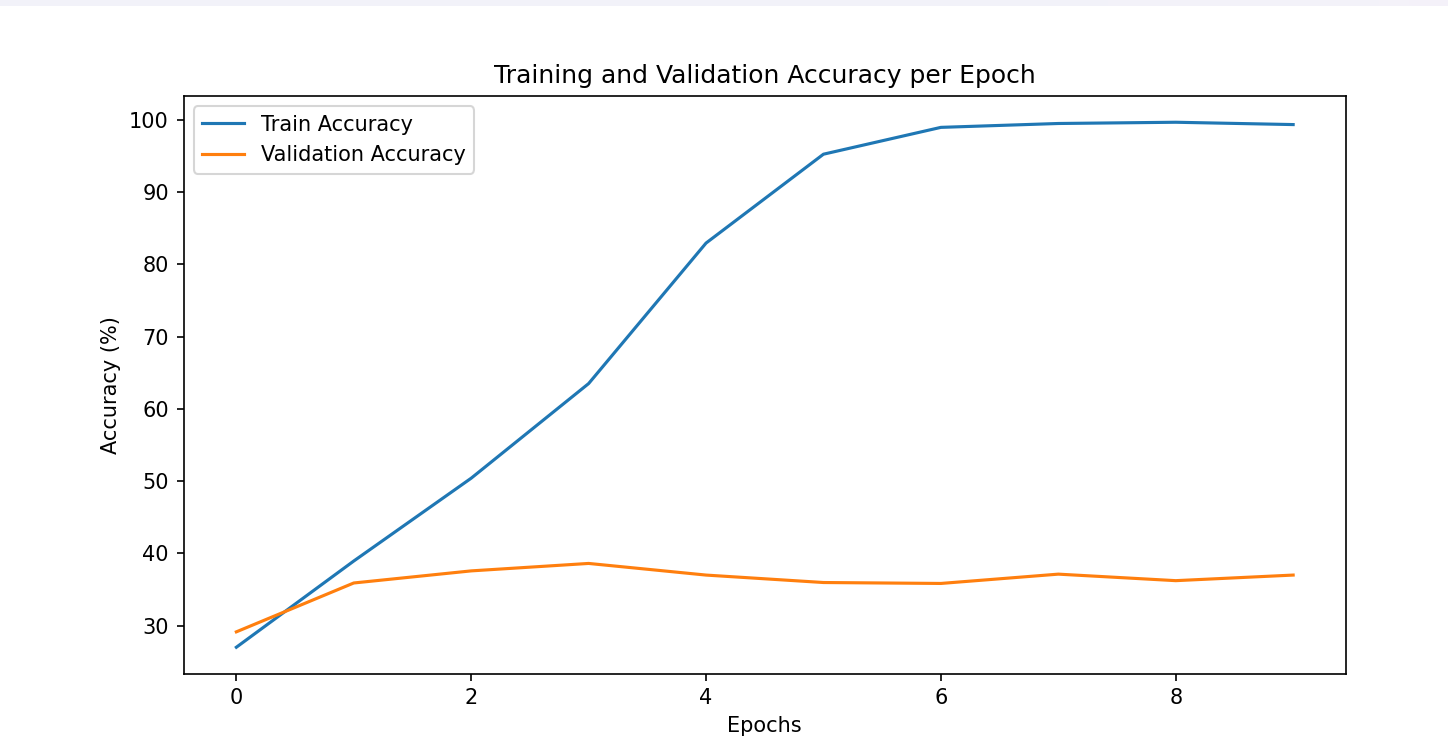 Training and Validation Accuracy per Epoch
Train Accuracy
Validation Accuracy
100
90
80
70
60
50
40
30
Accuracy (%)
0 2 4 6 8
Epochs